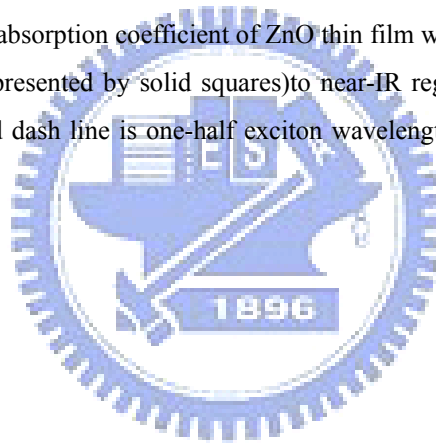 absorption coefficient of ZnO thin film w
presented by solid squares)to near-IR reg
l dash line is one-half exciton wavelengt
E S A
1896